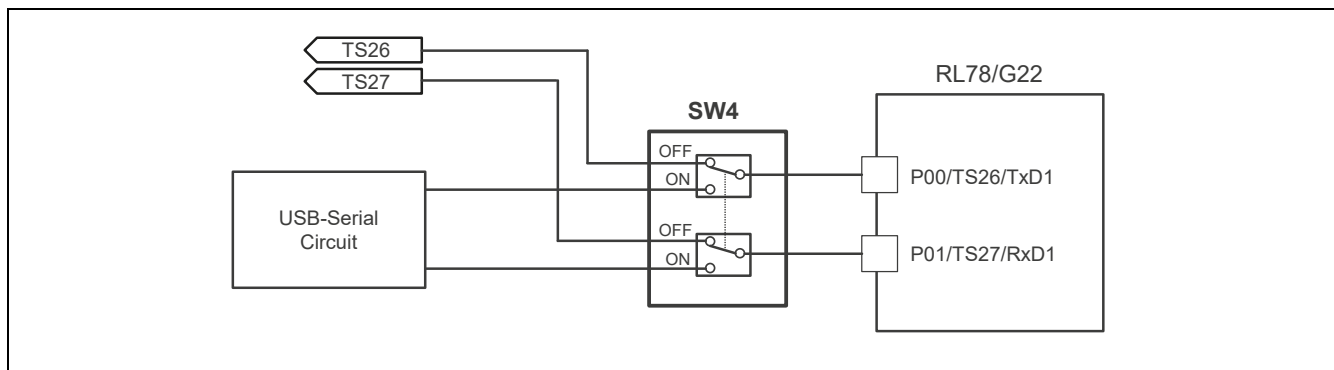 TS26
TS27
RL78/G22
SW4
OFF
ON
P00/TS26/TxD1
USB-Serial
Circuit
OFF
ON
P01/TS27/RxD1